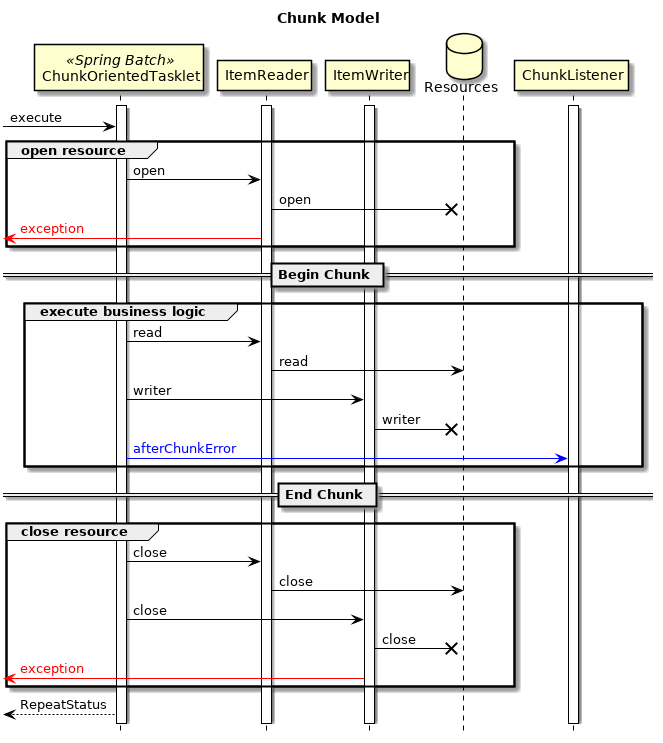 Chunk Model
«Spring Batch»
ChunkOrientedTasklet
ItemReader
ItemWriter
Resources
ChunkListener
execute
open resource
open
open
exception
Begin Chunk
execute business logic
read
read
writer
writer
afterChunkError
End Chunk
close resource
close
close
close
close
exception
RepeatStatus